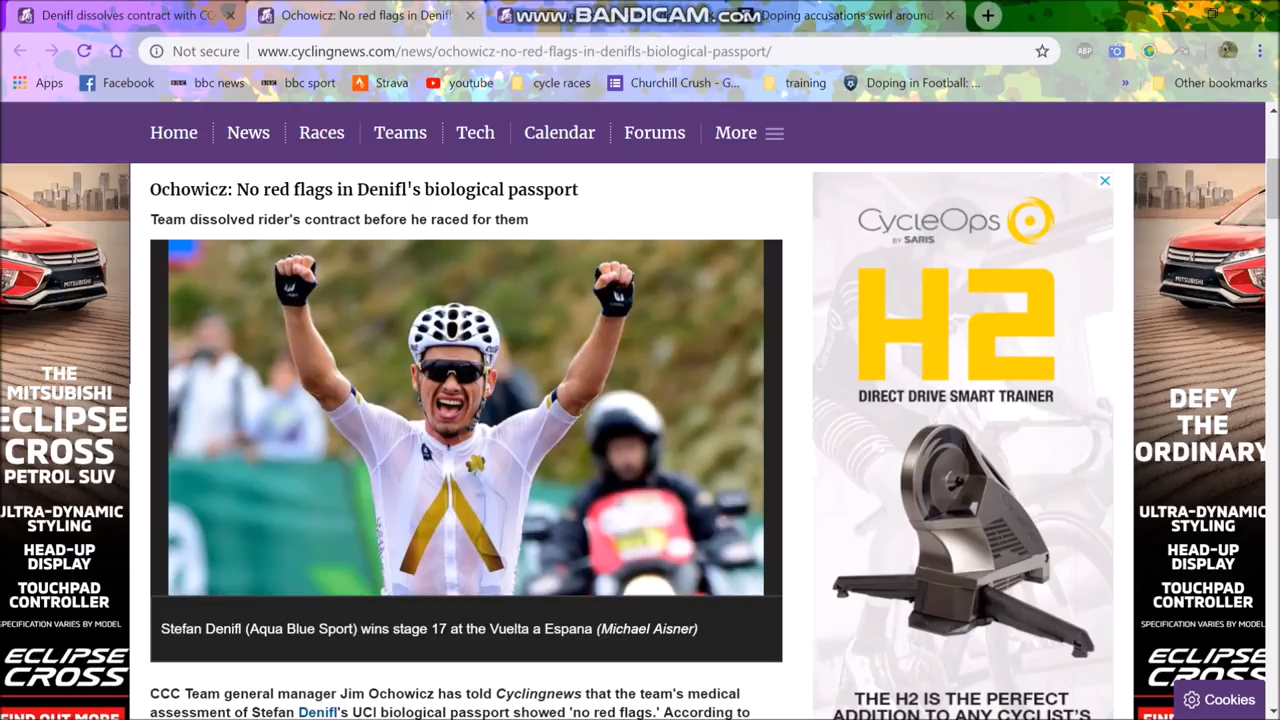 Denifl dissolves contract with CC
Ochowicz: No red flags in Denifl
www.BANDICAM.com
Doping accusations swirl around
Not secure
www.cyclingnews.com/news/ochowicz-no-red-flags-in-denifls-biological-passport/
ABP
Apps
Facebook
bbc news
bbc sport
Strava
youtube
cycle races
Churchill Crush - G...
training
Doping in Football: ...
»
Other bookmarks
Home
News
Races
Teams
Tech
Calendar
Forums
More
Ochowicz: No red flags in Denifl's biological passport
Team dissolved rider's contract before he raced for them
Stefan Denifl (Aqua Blue Sport) wins stage 17 at the Vuelta a Espana (Michael Aisner)
CCC Team general manager Jim Ochowicz has told Cyclingnews that the team's medical
assessment of Stefan Denifl's UCI biological passport showed 'no red flags.' According to
THE
MITSUBISHI
ECLIPSE
CROSS
PETROL SUV
ULTRA-DYNAMIC
STYLING
HEAD-UP
DISPLAY
TOUCHPAD
CONTROLLER
SPECIFICATION VARIES BY MODEL
ECLIPSE
CROSS
FIND OUT MORE
CycleOps
BY SARIS
H2
DIRECT DRIVE SMART TRAINER
THE H2 IS THE PERFECT
ADDITION TO ANY CYCLIST'S
DEFY
THE
ORDINARY
ULTRA-DYNAMIC
STYLING
HEAD-UP
DISPLAY
TOUCHPAD
CONTROLLER
SPECIFICATION VARIES BY MODEL
ECLIPSE
Cookies